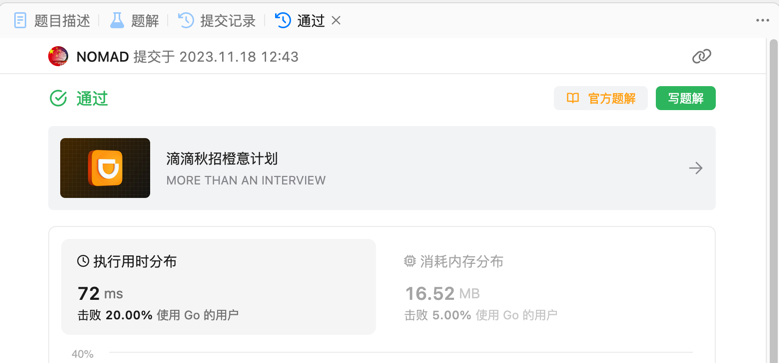 题目描述 题解 提交记录 通过
NOMAD 提交于 2023.11.18 12:43
通过 官方题解 写题解
滴滴秋招橙意计划
MORE THAN AN INTERVIEW
执行用时分布 消耗内存分布
72 ms 16.52 MB
击败 20.00% 使用 Go 的用户 击败 5.00% 使用 Go 的用户
40%